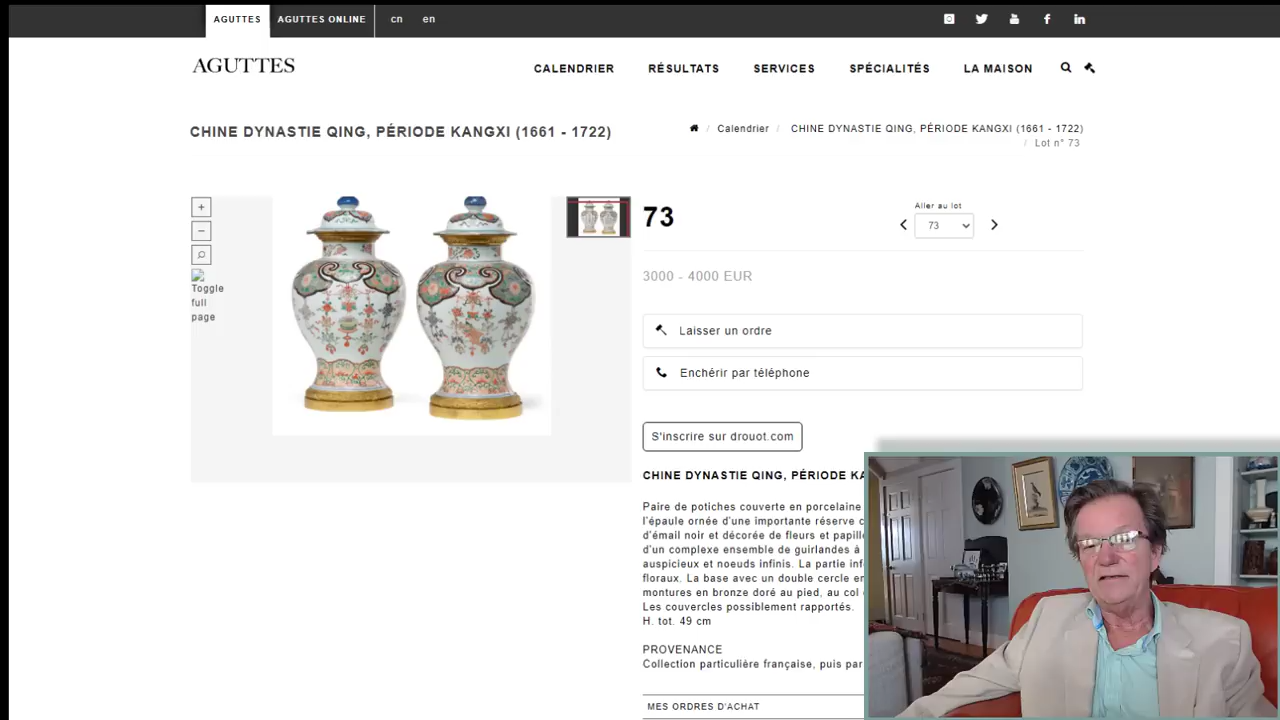 AGUTTES
AGUTTES ONLINE
cn
en
AGUTTES
CALENDRIER
RÉSULTATS
SERVICES
SPÉCIALITÉS
LA MAISON
CHINE DYNASTIE QING, PÉRIODE KANGXI (1661 - 1722)
/ Calendrier / CHINE DYNASTIE QING, PÉRIODE KANGXI (1661 - 1722)
/ Lot n° 73
+
−
Toggle
full
page
73
Aller au lot
73
3000 - 4000 EUR
Laisser un ordre
Enchérir par téléphone
S'inscrire sur drouot.com
CHINE DYNASTIE QING, PÉRIODE
Paire de potiches couverte en porcelaine
l'épaule ornée d'une importante réserve
d'émail noir et décorée de fleurs et
d'un complexe ensemble de guirlandes à
auspicieux et noeuds infinis. La partie
floraux. La base avec un double cercle
montures en bronze doré au pied, au col
Les couvercles possiblement rapportés.
H. tot. 49 cm
PROVENANCE
Collection particulière française, puis par
MES ORDRES D'ACHAT